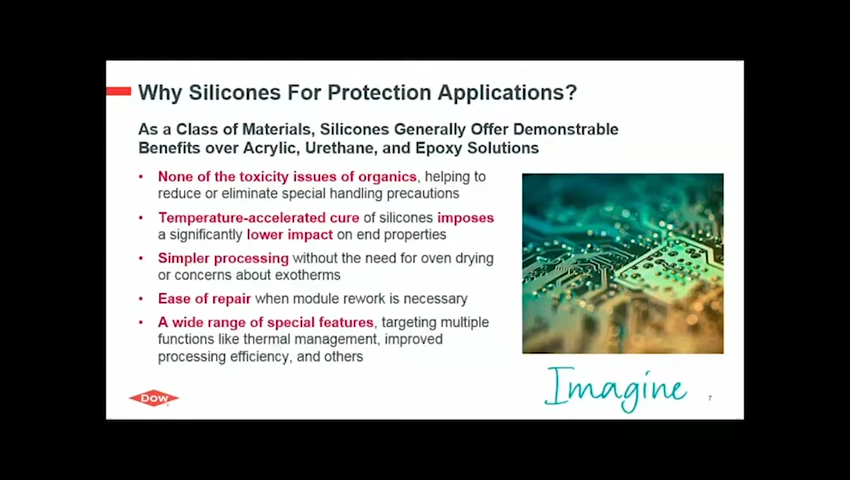 Why Silicones For Protection Applications?
As a Class of Materials, Silicones Generally Offer Demonstrable
Benefits over Acrylic, Urethane, and Epoxy Solutions
• None of the toxicity issues of organics, helping to
reduce or eliminate special handling precautions
• Temperature-accelerated cure of silicones imposes
a significantly lower impact on end properties
• Simpler processing without the need for oven drying
or concerns about exotherms
• Ease of repair when module rework is necessary
• A wide range of special features, targeting multiple
functions like thermal management, improved
processing efficiency, and others
Dow
Imagine
7